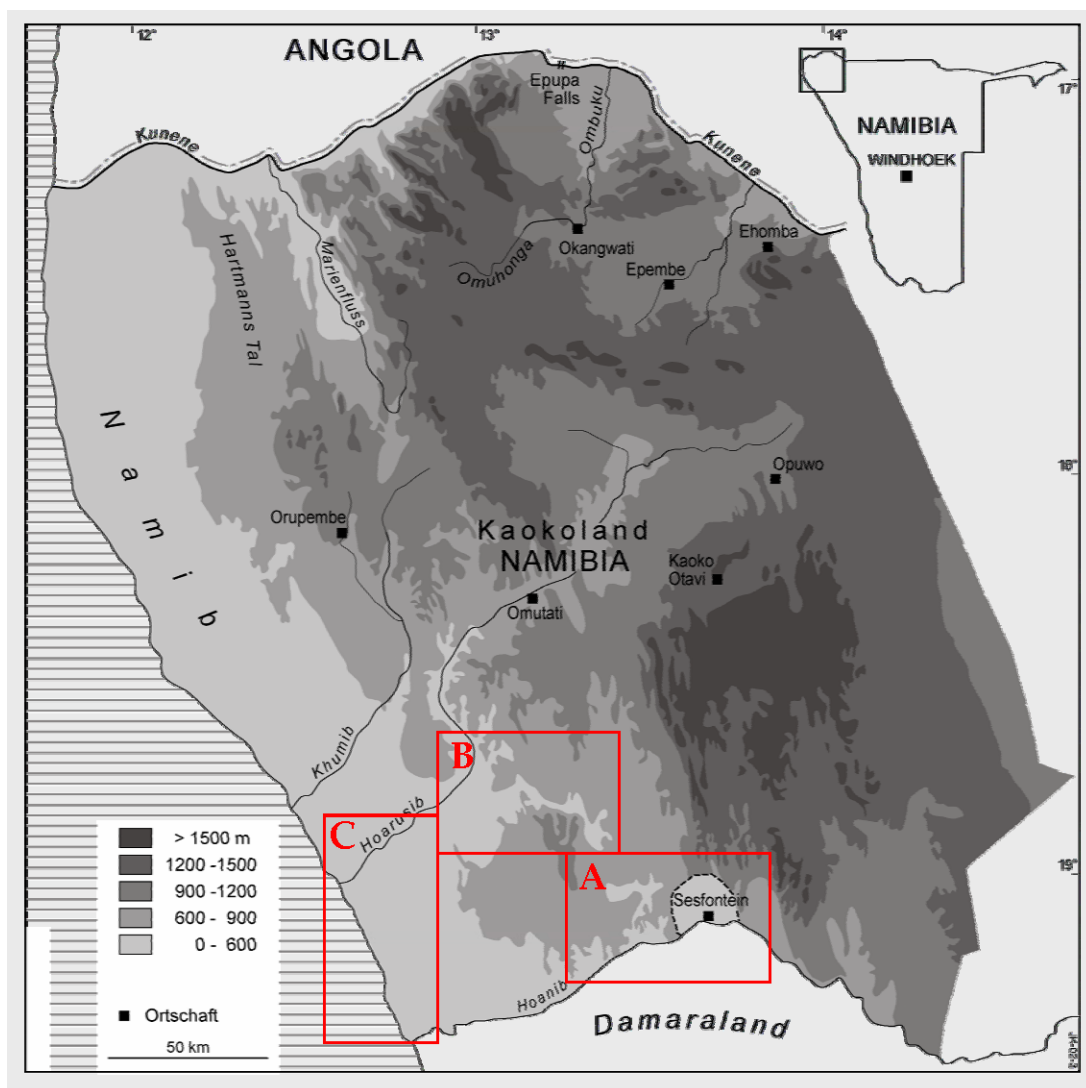 12°
13°
14°
ANGOLA
Epupa
Falls
17°
Ombuku
NAMIBIA
WINDHOEK
Kunene
Kunene
Ehomba
Okangwati
Omuhonga
Epembe
Hartmanns Tal
Marienfluss
Namib
Opuwo
18°
Orupembe
Kaokoland
NAMIBIA
Kaoko
Otavi
Omutati
Khumib
B
Hoarusib
C
A
19°
Sesfontein
Hoanib
Damaraland
> 1500 m
1200 -1500
900 -1200
600 - 900
0 - 600
Ortschaft
50 km